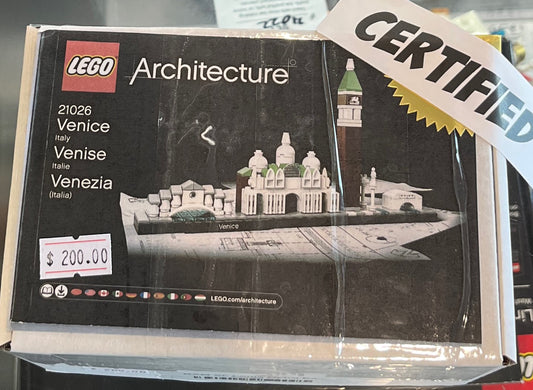 CERTIFIED
LEGO Architecture
21026
Venice
Italy
Venise
Italie
Venezia
(Italia)
Venice
$ 200.00
LEGO.com/architecture